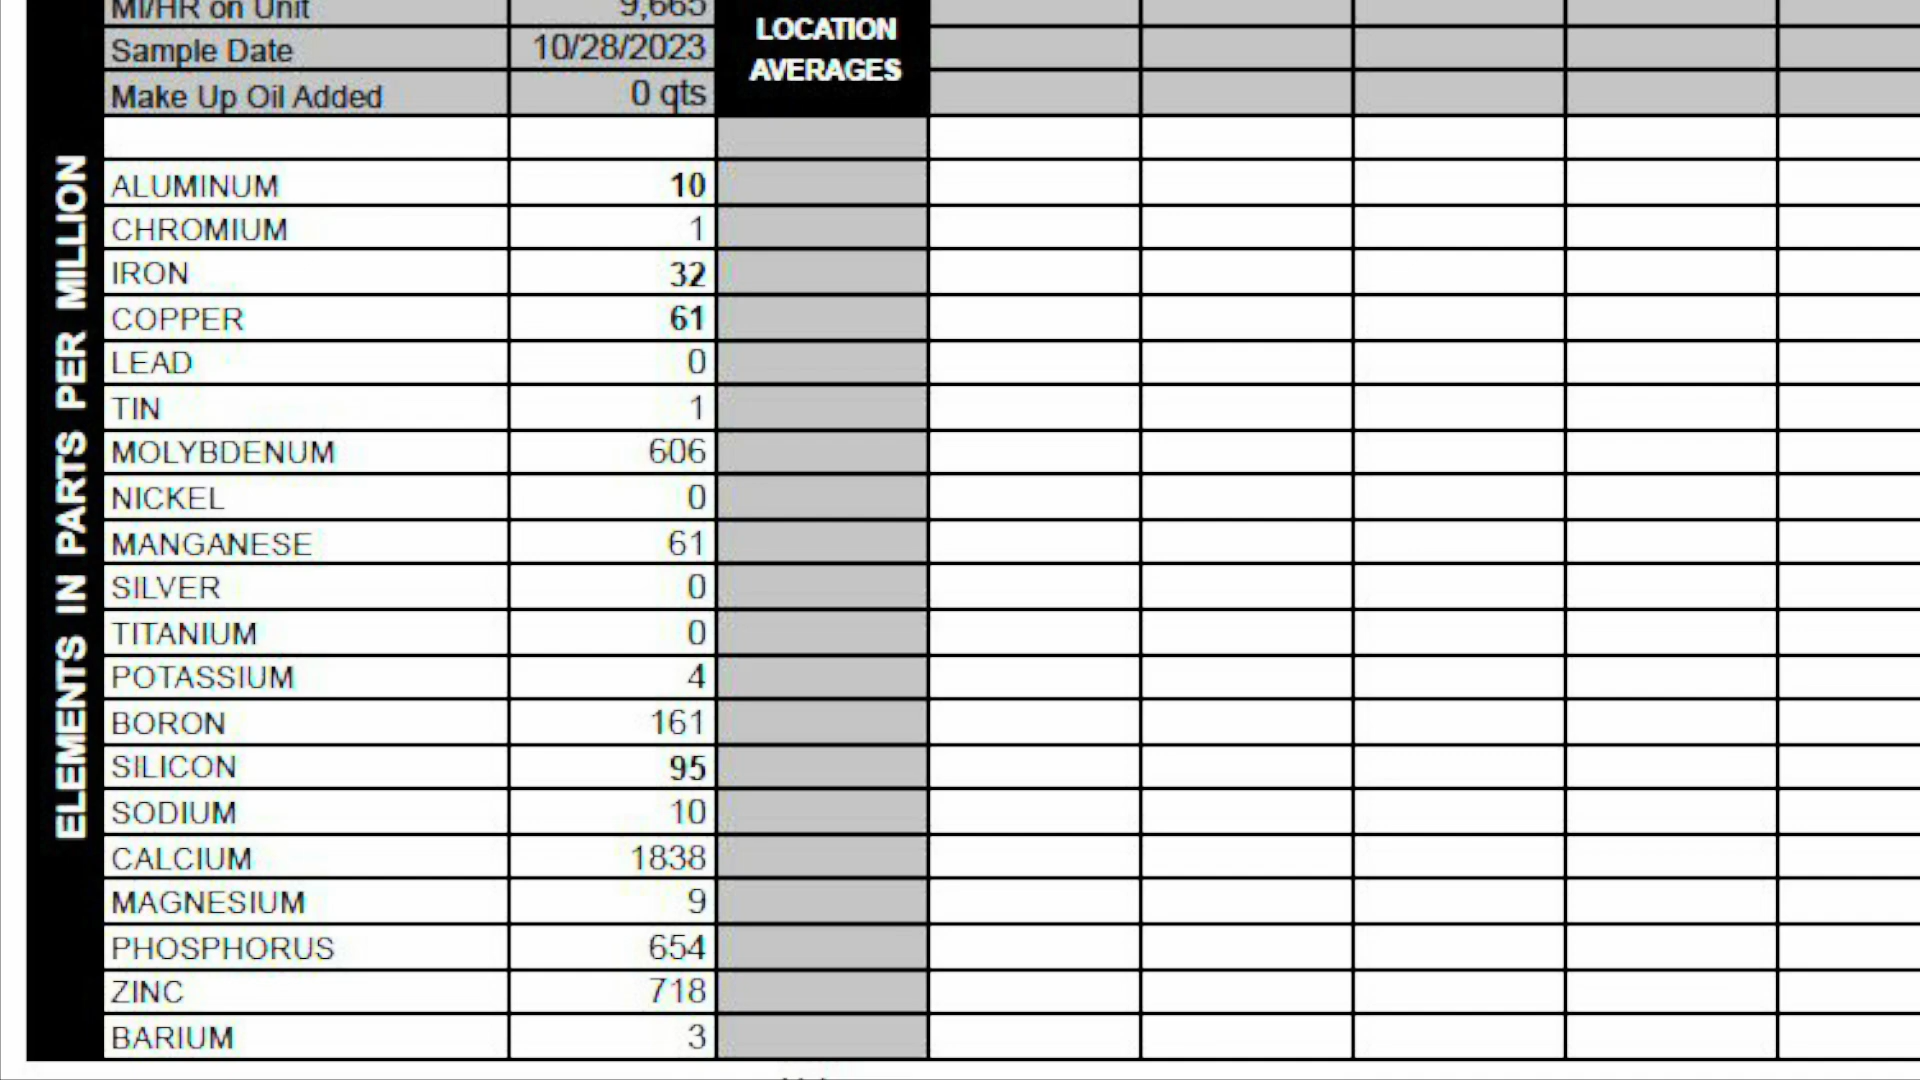 MI/HR on Unit 9,665
LOCATION
AVERAGES
Sample Date 10/28/2023
Make Up Oil Added 0 qts
ELEMENTS IN PARTS PER MILLION
ALUMINUM 10
CHROMIUM 1
IRON 32
COPPER 61
LEAD 0
TIN 1
MOLYBDENUM 606
NICKEL 0
MANGANESE 61
SILVER 0
TITANIUM 0
POTASSIUM 4
BORON 161
SILICON 95
SODIUM 10
CALCIUM 1838
MAGNESIUM 9
PHOSPHORUS 654
ZINC 718
BARIUM 3